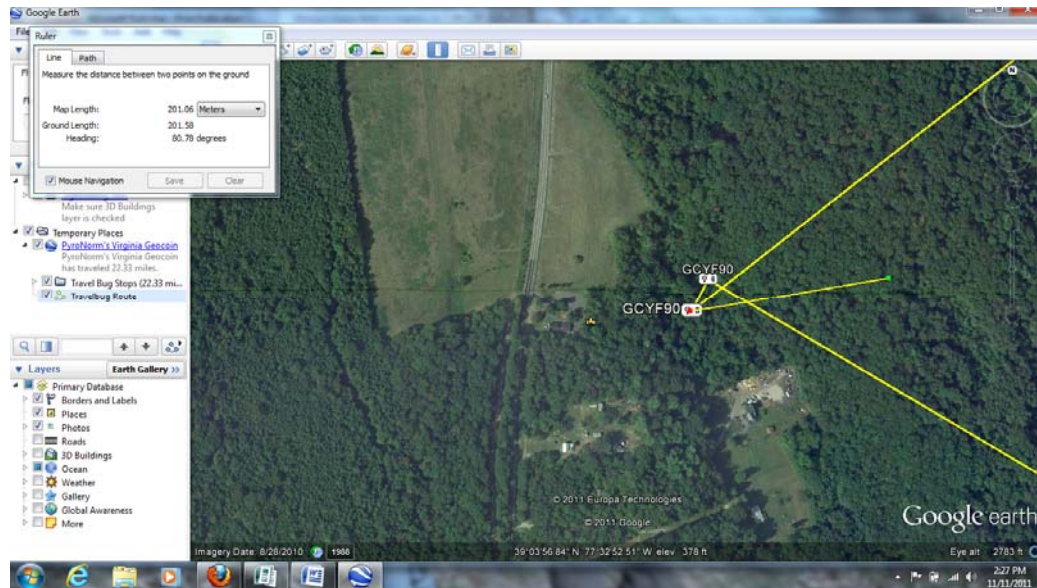 Google Earth
File
Ruler
Line Path
Measure the distance between two points on the ground
Map Length: 201.06 Meters
Ground Length: 201.58
Heading: 80.78 degrees
Mouse Navigation Save Clear
Make sure 3D Buildings
layer is checked
Temporary Places
PyroNorm's Virginia Geocoin
PyroNorm's Virginia Geocoin
has traveled 22.33 miles.
Travel Bug Stops (22.33 mi...
Travelbug Route
Layers
Earth Gallery >>
Primary Database
Borders and Labels
Places
Photos
Roads
3D Buildings
Ocean
Weather
Gallery
Global Awareness
More
N
GCYF90
GCYF90
© 2011 Europa Technologies
© 2011 Google
Google earth
Imagery Date: 8/28/2010 1988
39°03'56.84" N 77°32'52.51" W elev 378 ft
Eye alt 2783 ft
2:27 PM
11/11/2011